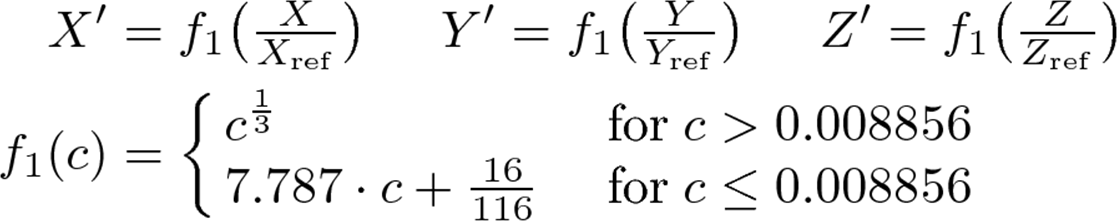 X′ = f₁(X/X_ref) Y′ = f₁(Y/Y_ref) Z′ = f₁(Z/Z_ref)
f₁(c) = { c^(1/3) for c > 0.008856
7.787 · c + 16/116 for c ≤ 0.008856